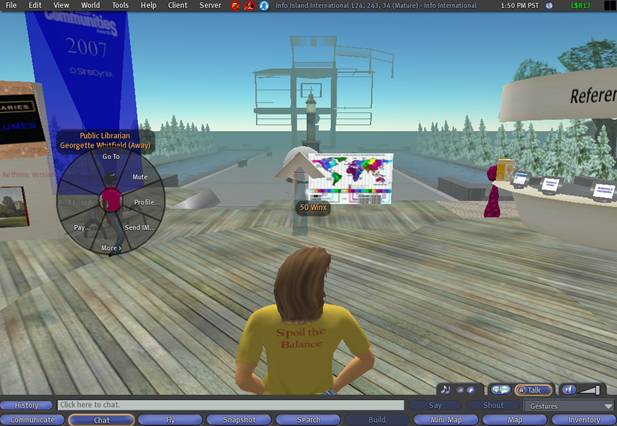 File Edit View World Tools Help Client Server Info Island International 124, 243, 34 (Mature) - Info International 1:50 PM PST L$813
Communities
2007
SirsiDynix
Public Librarian
Georgette Whitfield (Away)
Go To
Mute
Profile...
Send IM...
More >
Pay...
50 Winx
Spoil the
Balance
Talk
History Click here to chat. Say Shout Gestures
Communicate Chat Fly Snapshot Search Build Mini-Map Map Inventory